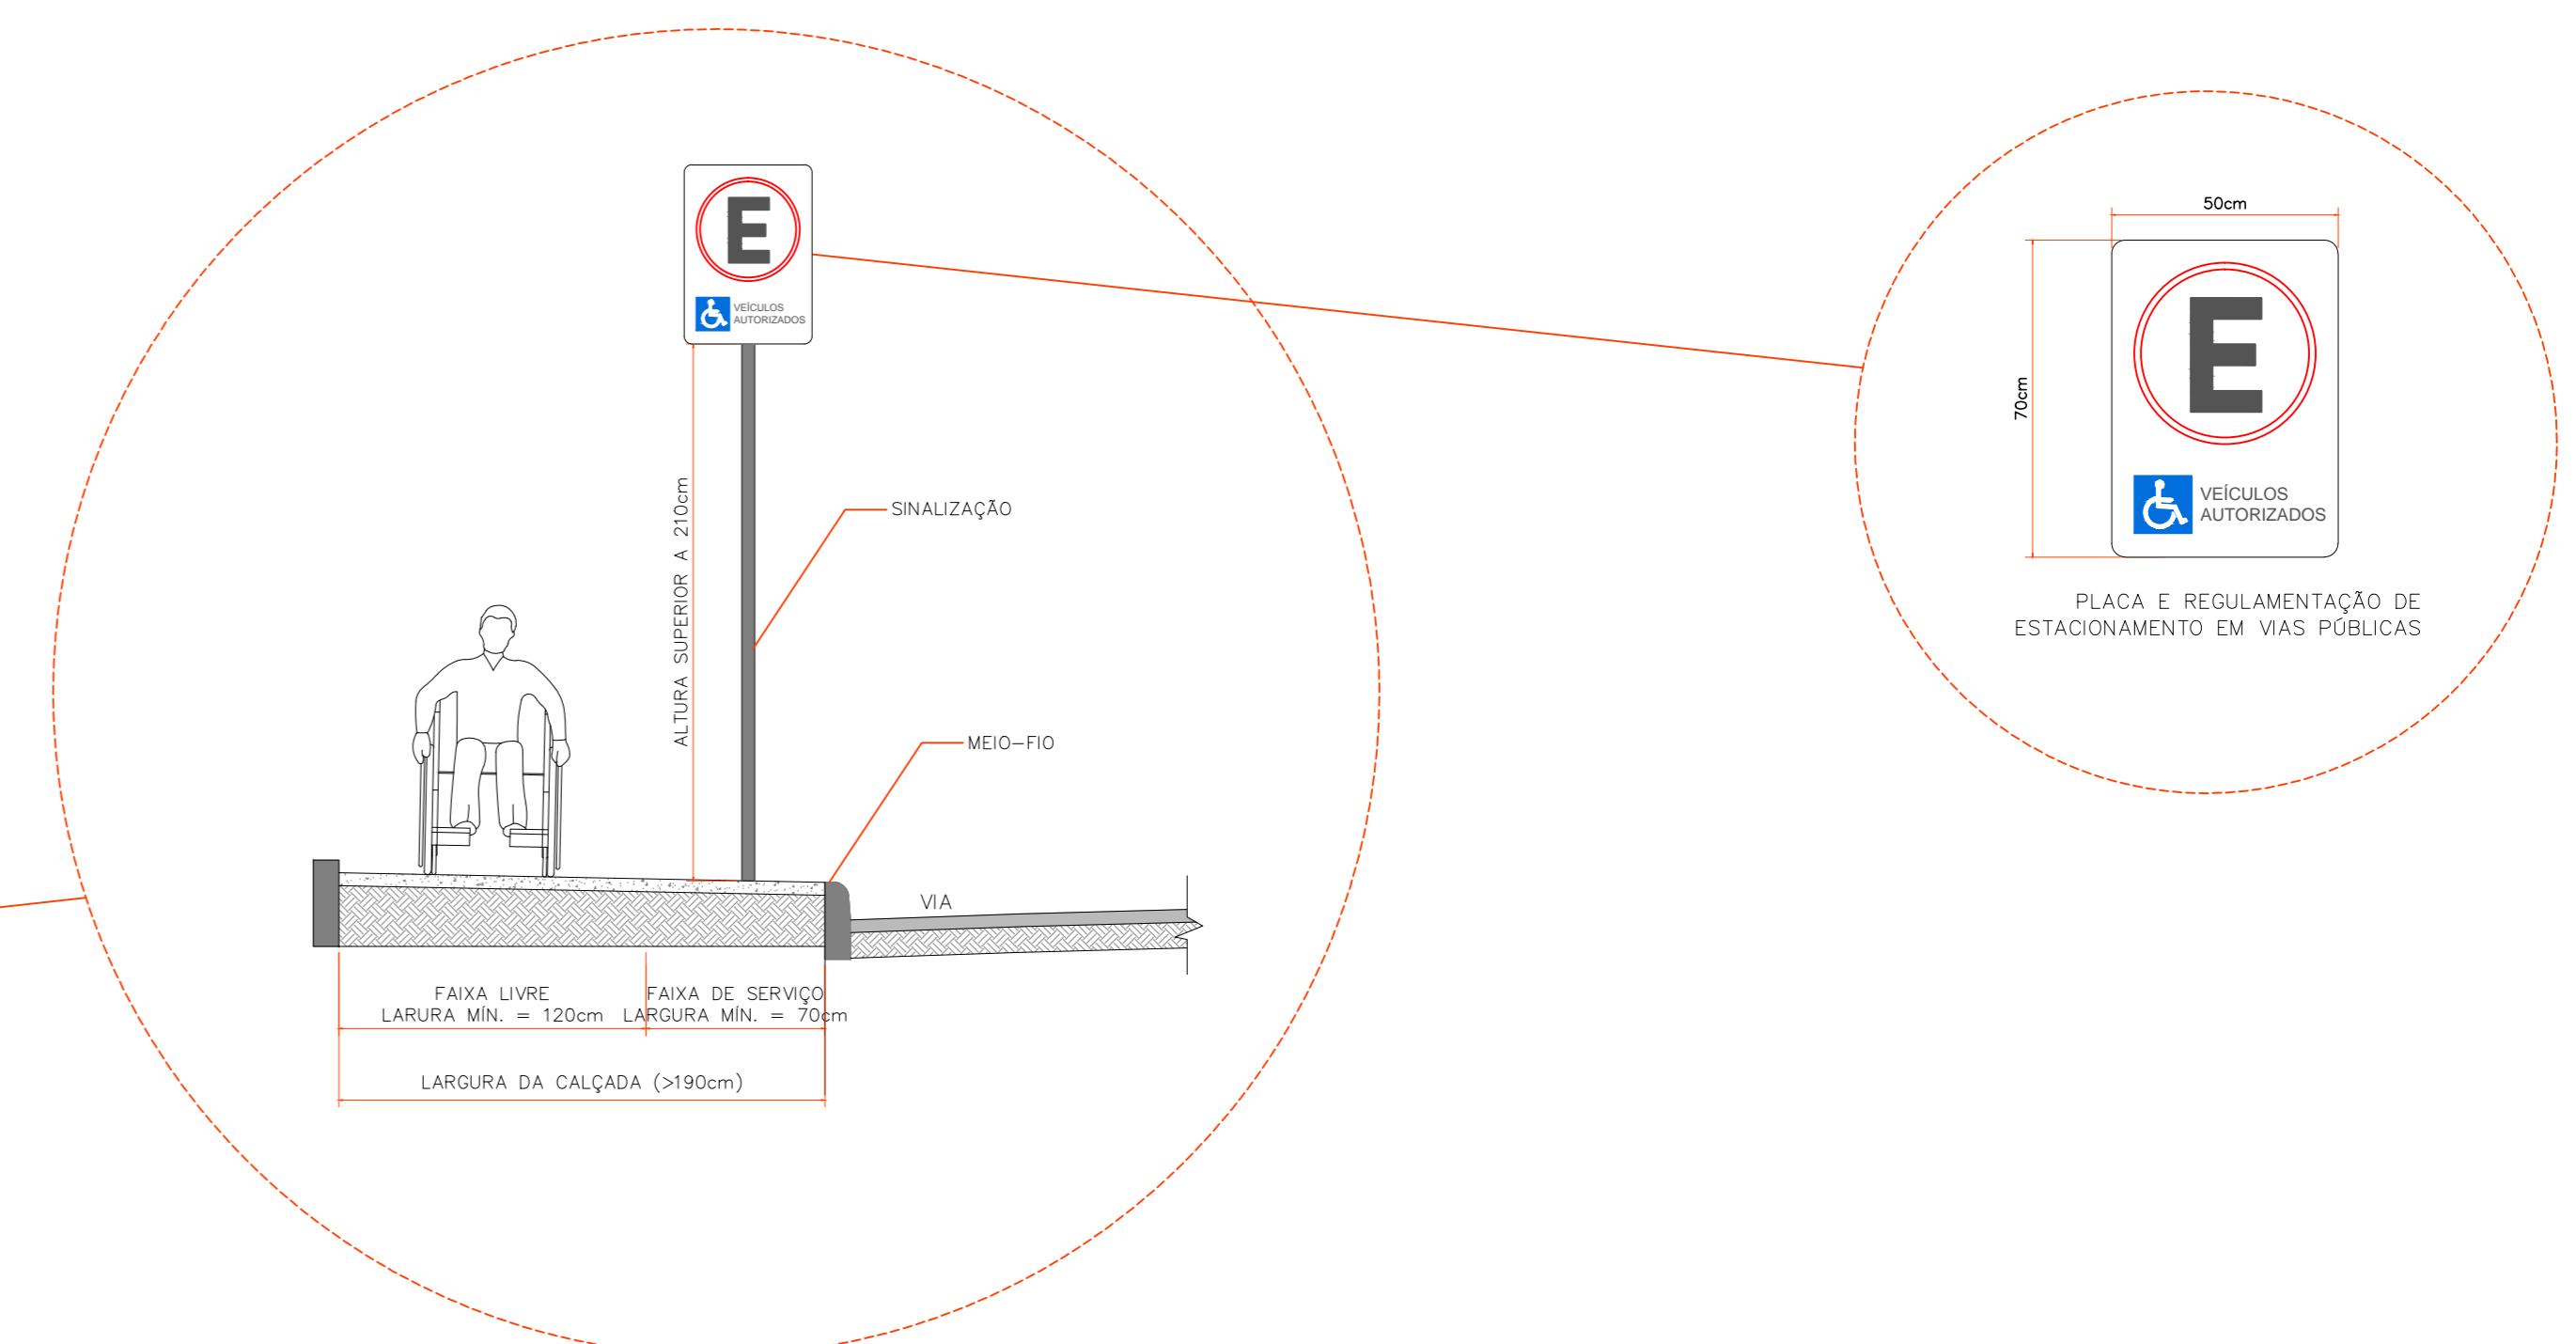 E
VEÍCULOS
AUTORIZADOS
ALTURA SUPERIOR A 210cm
SINALIZAÇÃO
MEIO-FIO
VIA
FAIXA LIVRE
LARURA MÍN. = 120cm
FAIXA DE SERVIÇO
LARGURA MÍN. = 70cm
LARGURA DA CALÇADA (>190cm)
50cm
70cm
E
VEÍCULOS
AUTORIZADOS
PLACA E REGULAMENTAÇÃO DE
ESTACIONAMENTO EM VIAS PÚBLICAS